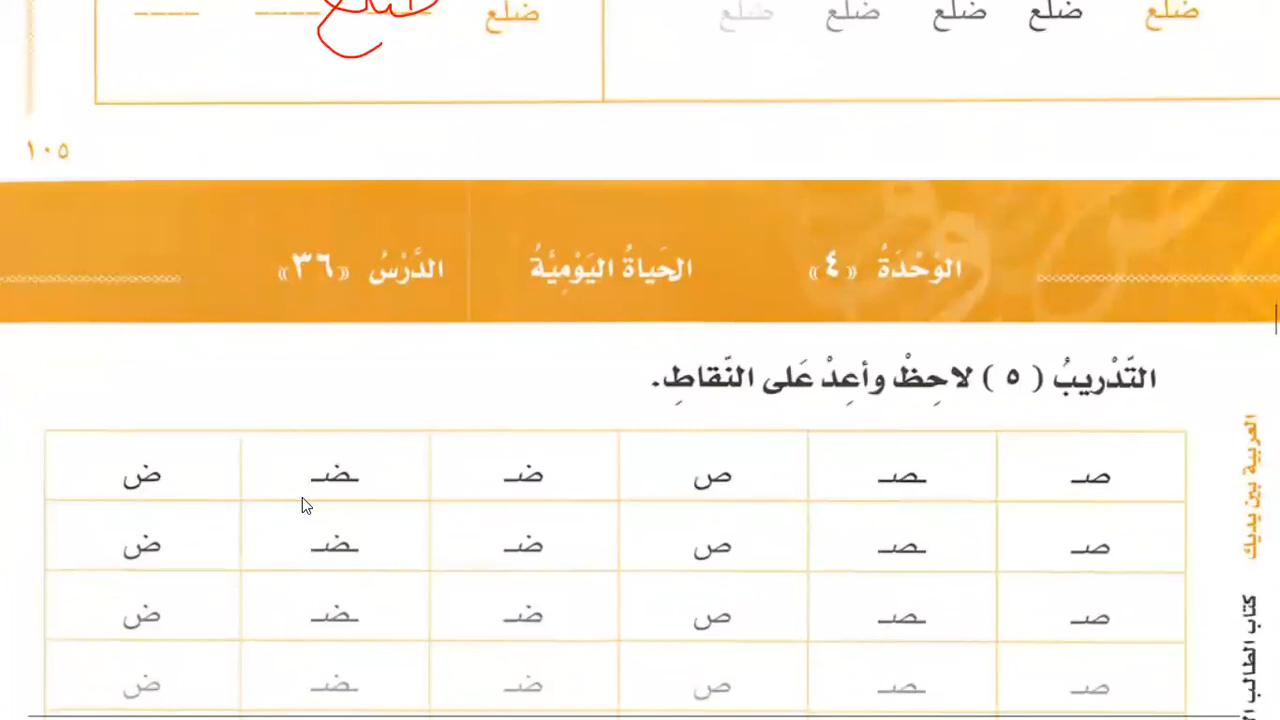 ضلع ضلع ضلع ضلع ضلع ضلع
١٠٥
الوَحْدَةُ «٤» الحَياةُ اليَوْمِيَّةُ الدَّرْسُ «٣٦»
التَّدْريبُ ( ٥ ) لاحِظْ وأعِدْ عَلى النَّقاطِ.
صـ ـصـ ص ضـ ـضـ ض
صـ ـصـ ص ضـ ـضـ ض
صـ ـصـ ص ضـ ـضـ ض
صـ ـصـ ص ضـ ـضـ ض
العربية بين يديك
كتاب الطالب